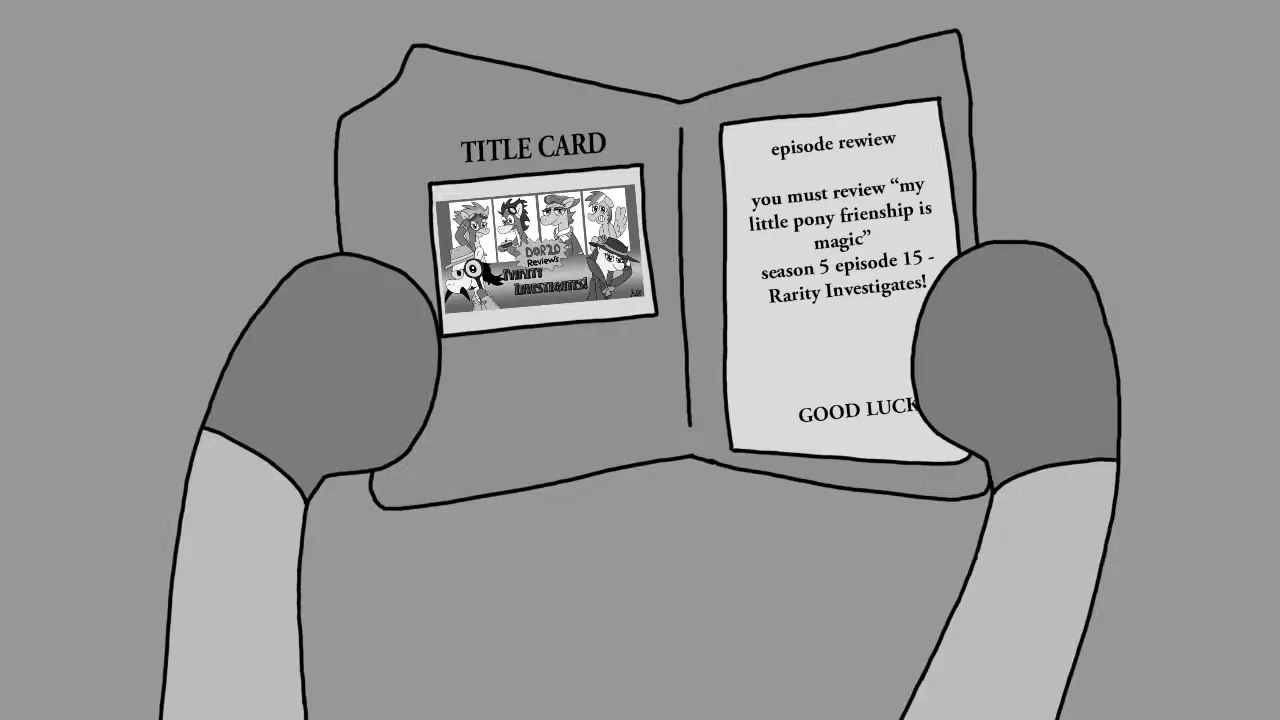 TITLE CARD
DOR20
Reviews
RARITY
INVESTIGATES!
episode rewiew
you must review “my
little pony frienship is
magic”
season 5 episode 15 -
Rarity Investigates!
GOOD LUCK